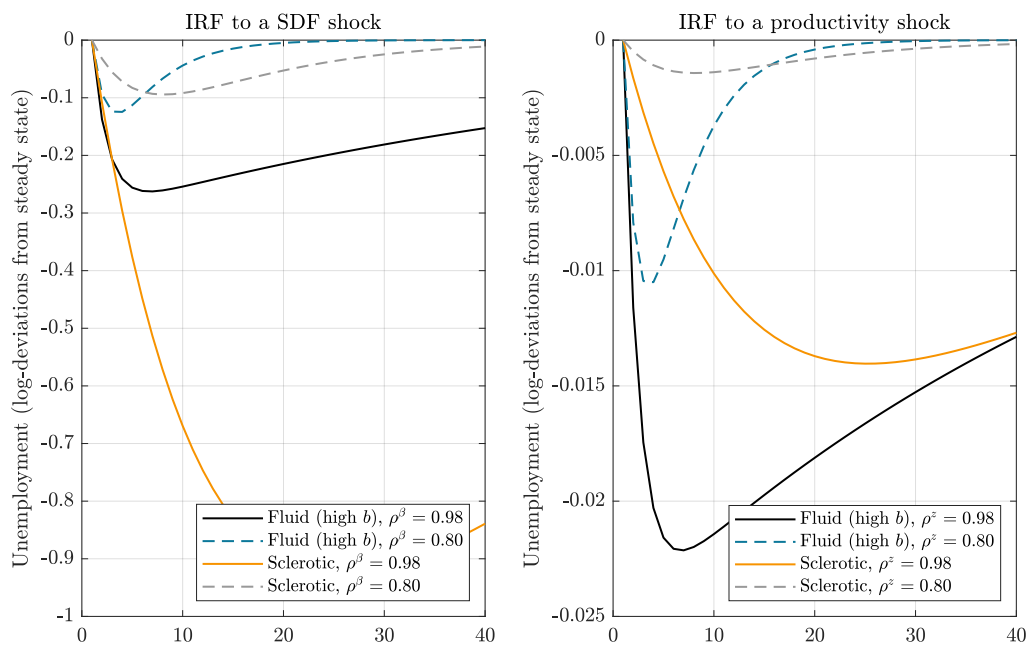 IRF to a SDF shock
Unemployment (log-deviations from steady state)
0
-0.1
-0.2
-0.3
-0.4
-0.5
-0.6
-0.7
-0.8
-0.9
-1
0
10
20
30
40
Fluid (high b), ρ^β = 0.98
Fluid (high b), ρ^β = 0.80
Sclerotic, ρ^β = 0.98
Sclerotic, ρ^β = 0.80
IRF to a productivity shock
Unemployment (log-deviations from steady state)
0
-0.005
-0.01
-0.015
-0.02
-0.025
0
10
20
30
40
Fluid (high b), ρ^z = 0.98
Fluid (high b), ρ^z = 0.80
Sclerotic, ρ^z = 0.98
Sclerotic, ρ^z = 0.80